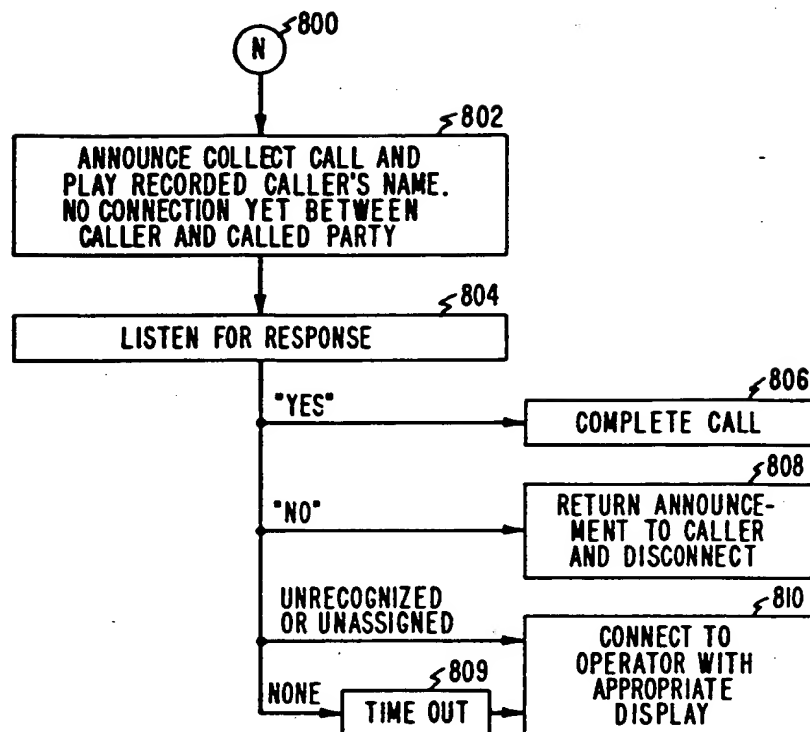 800
N
802
ANNOUNCE COLLECT CALL AND
PLAY RECORDED CALLER'S NAME.
NO CONNECTION YET BETWEEN
CALLER AND CALLED PARTY
804
LISTEN FOR RESPONSE
"YES"
806
COMPLETE CALL
"NO"
808
RETURN ANNOUNCE-
MENT TO CALLER
AND DISCONNECT
UNRECOGNIZED
OR UNASSIGNED
810
CONNECT TO
OPERATOR WITH
APPROPRIATE
DISPLAY
NONE
809
TIME OUT